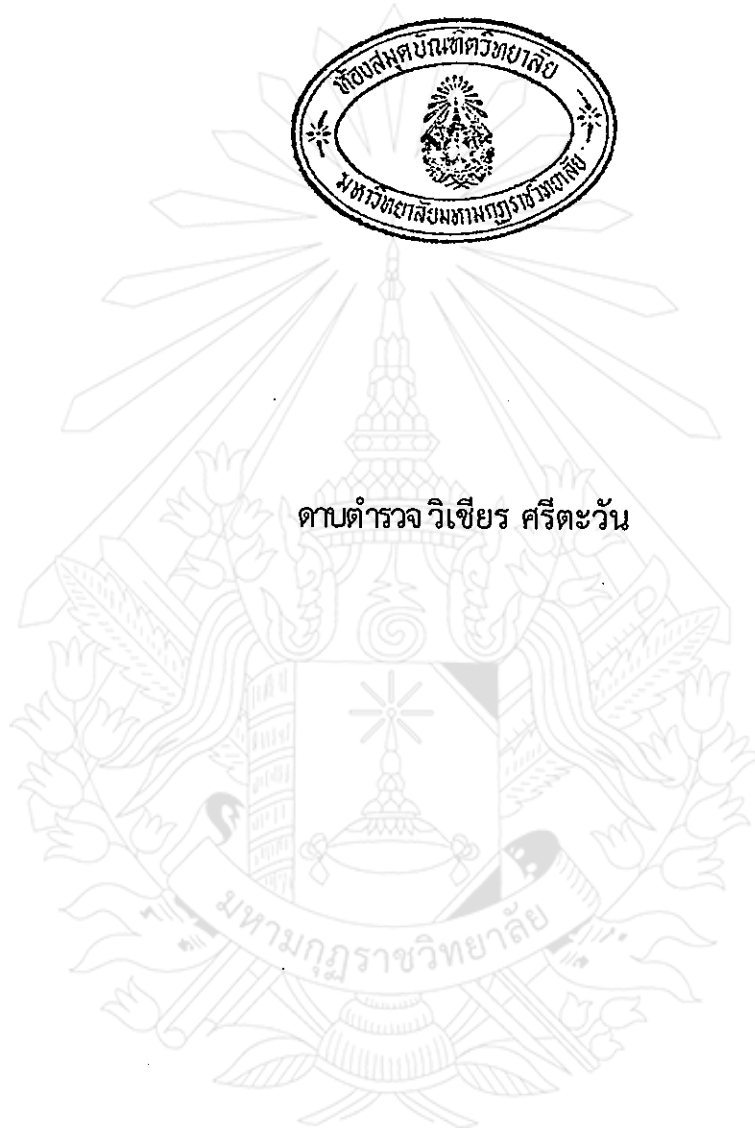 ห้องสมุดบัณฑิตวิทยาลัย
มหาวิทยาลัยมหามกุฏราชวิทยาลัย
ดาบตำรวจ วิเชียร ศรีตะวัน
มหามกุฏราชวิทยาลัย